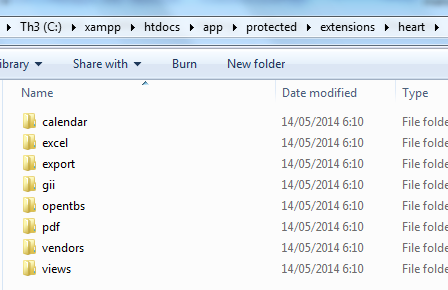 Th3 (C:) ▸ xampp ▸ htdocs ▸ app ▸ protected ▸ extensions ▸ heart ▸
ibrary Share with Burn New folder
Name Date modified Type
calendar 14/05/2014 6:10 File folde
excel 14/05/2014 6:10 File folde
export 14/05/2014 6:10 File folde
gii 14/05/2014 6:10 File folde
opentbs 14/05/2014 6:10 File folde
pdf 14/05/2014 6:10 File folde
vendors 14/05/2014 6:10 File folde
views 14/05/2014 6:10 File folde